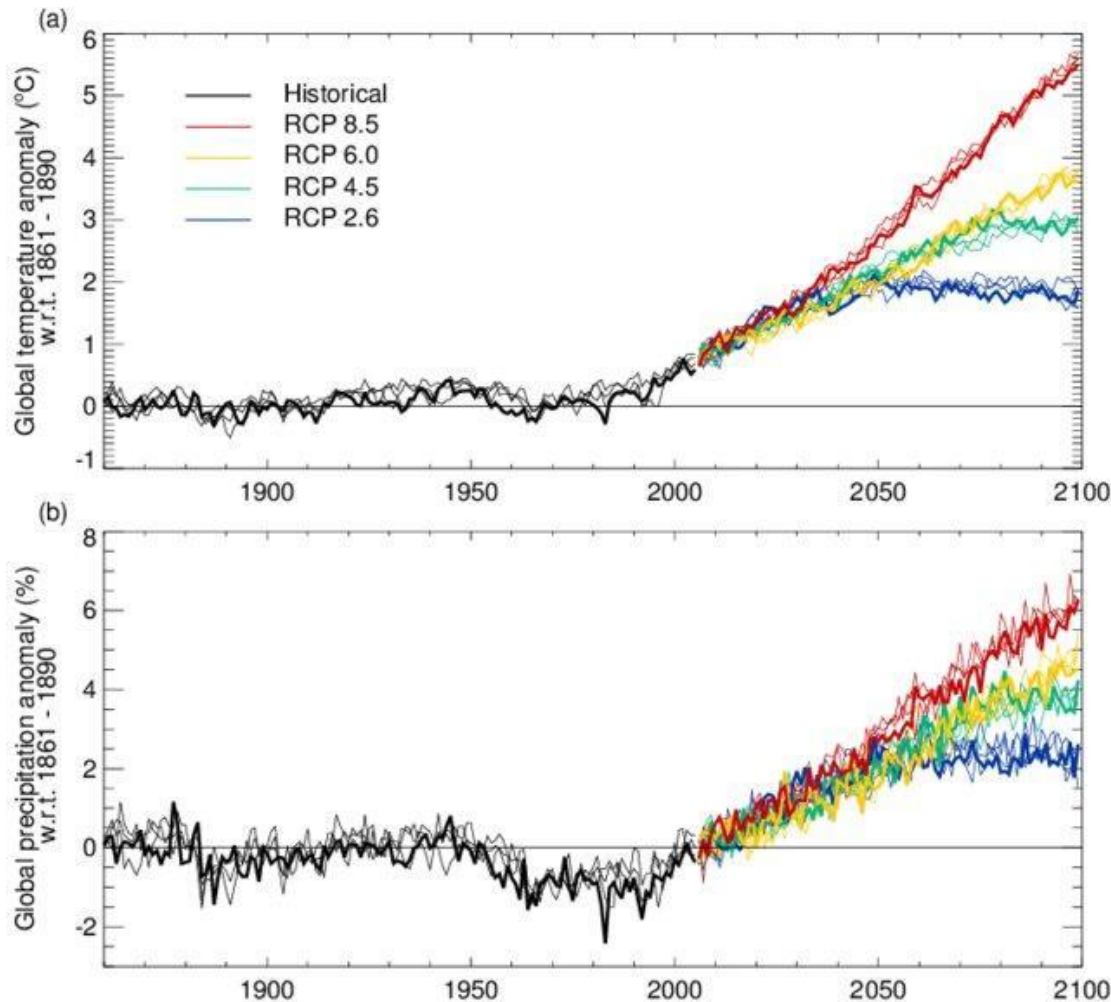 (a)
Global temperature anomaly (°C)
w.r.t. 1861 - 1890
6
5
4
3
2
1
0
-1
Historical
RCP 8.5
RCP 6.0
RCP 4.5
RCP 2.6
1900
1950
2000
2050
2100
(b)
Global precipitation anomaly (%)
w.r.t. 1861 - 1890
8
6
4
2
0
-2
1900
1950
2000
2050
2100